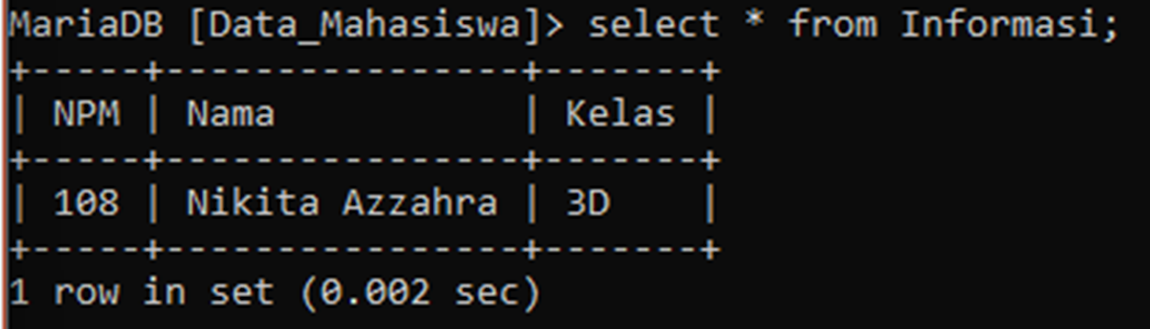 MariaDB [Data_Mahasiswa]> select * from Informasi;
+-----+----------------+-------+
| NPM | Nama           | Kelas |
+-----+----------------+-------+
| 108 | Nikita Azzahra | 3D    |
+-----+----------------+-------+
1 row in set (0.002 sec)